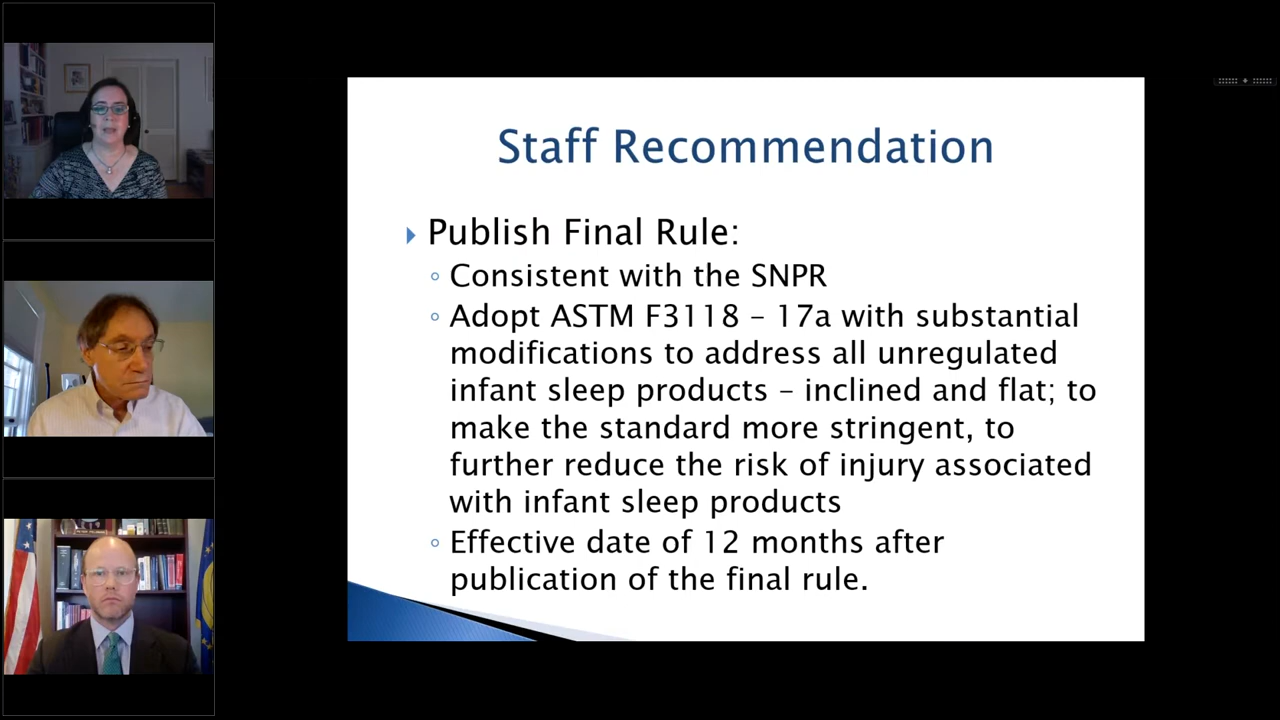 Staff Recommendation
Publish Final Rule:
Consistent with the SNPR
Adopt ASTM F3118 – 17a with substantial
modifications to address all unregulated
infant sleep products – inclined and flat; to
make the standard more stringent, to
further reduce the risk of injury associated
with infant sleep products
Effective date of 12 months after
publication of the final rule.